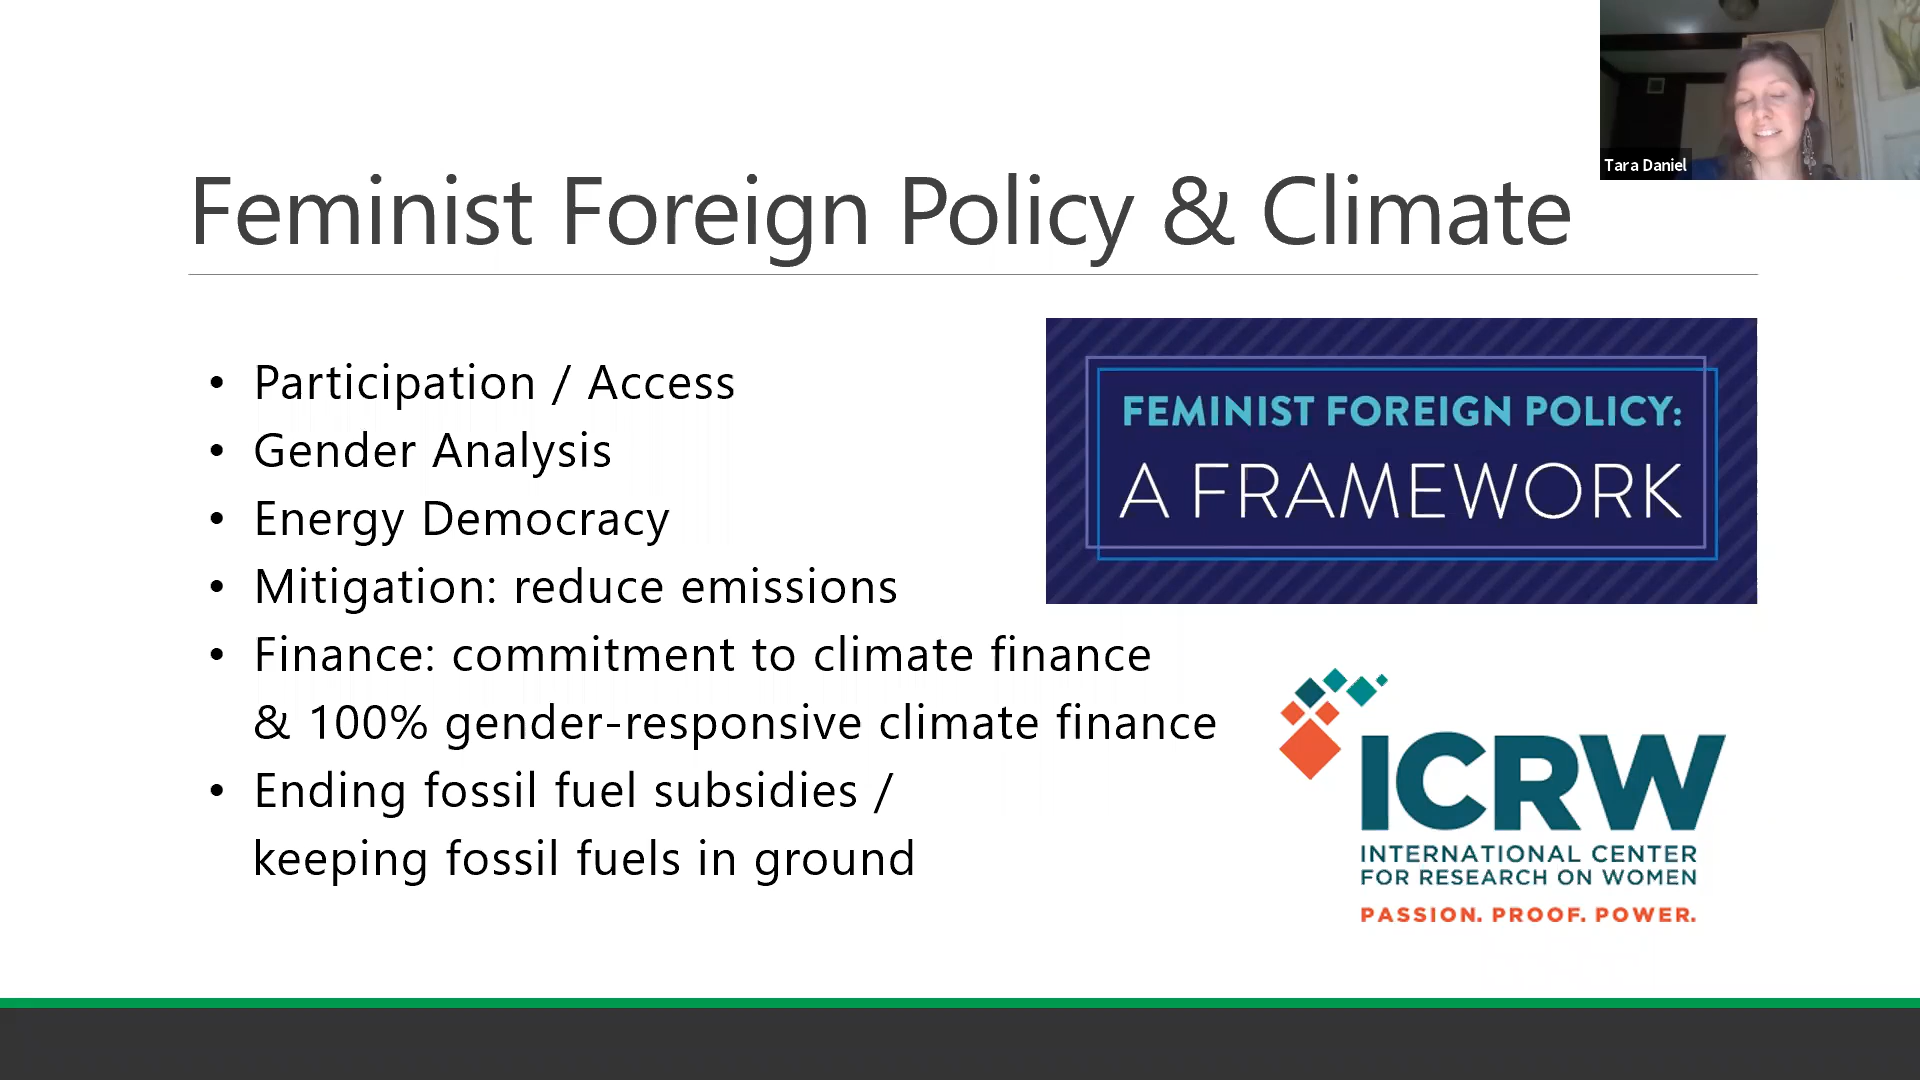 Tara Daniel
Feminist Foreign Policy & Climate
• Participation / Access
• Gender Analysis
• Energy Democracy
• Mitigation: reduce emissions
• Finance: commitment to climate finance
& 100% gender-responsive climate finance
• Ending fossil fuel subsidies /
keeping fossil fuels in ground
FEMINIST FOREIGN POLICY:
A FRAMEWORK
ICRW
INTERNATIONAL CENTER
FOR RESEARCH ON WOMEN
PASSION. PROOF. POWER.